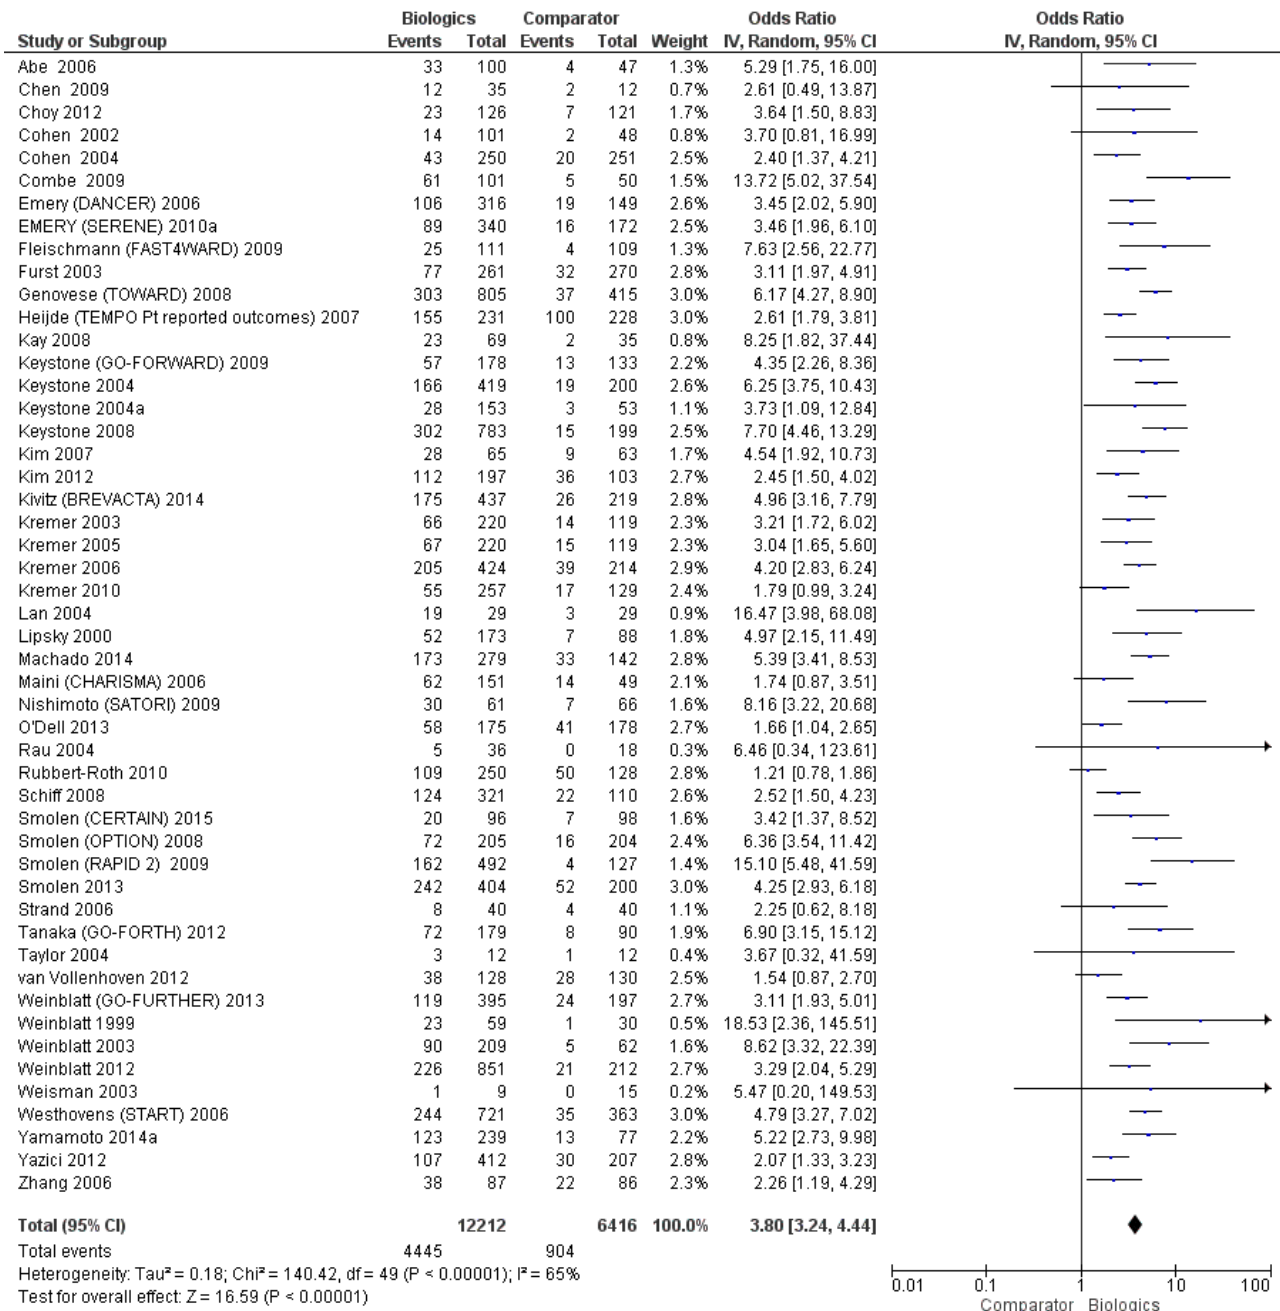 Biologics Comparator Odds Ratio Odds Ratio
Study or Subgroup Events Total Events Total Weight IV, Random, 95% CI IV, Random, 95% CI
Abe 2006 33 100 4 47 1.3% 5.29 [1.75, 16.00]
Chen 2009 12 35 2 12 0.7% 2.61 [0.49, 13.87]
Choy 2012 23 126 7 121 1.7% 3.64 [1.50, 8.83]
Cohen 2002 14 101 2 48 0.8% 3.70 [0.81, 16.99]
Cohen 2004 43 250 20 251 2.5% 2.40 [1.37, 4.21]
Combe 2009 61 101 5 50 1.5% 13.72 [5.02, 37.54]
Emery (DANCER) 2006 106 316 19 149 2.6% 3.45 [2.02, 5.90]
EMERY (SERENE) 2010a 89 340 16 172 2.6% 3.46 [1.96, 6.10]
Fleischmann (FAST4WARD) 2009 25 111 4 109 1.3% 7.63 [2.56, 22.77]
Furst 2003 77 261 32 270 2.8% 3.11 [1.97, 4.91]
Genovese (TOWARD) 2008 303 805 37 415 3.0% 6.17 [4.27, 8.90]
Heijde (TEMPO Pt reported outcomes) 2007 155 231 100 228 3.0% 2.61 [1.79, 3.81]
Kay 2008 23 69 2 35 0.8% 8.25 [1.82, 37.44]
Keystone (GO-FORWARD) 2009 57 178 13 133 2.2% 4.35 [2.26, 8.36]
Keystone 2004 166 419 19 200 2.6% 6.25 [3.75, 10.43]
Keystone 2004a 28 153 3 53 1.1% 3.73 [1.09, 12.84]
Keystone 2008 302 783 15 199 2.5% 7.70 [4.46, 13.29]
Kim 2007 28 65 9 63 1.7% 4.54 [1.92, 10.73]
Kim 2012 112 197 36 103 2.7% 2.45 [1.50, 4.02]
Kivitz (BREVACTA) 2014 175 437 26 219 2.8% 4.96 [3.16, 7.79]
Kremer 2003 66 220 14 119 2.3% 3.21 [1.72, 6.02]
Kremer 2005 67 220 15 119 2.3% 3.04 [1.65, 5.60]
Kremer 2006 205 424 39 214 2.9% 4.20 [2.83, 6.24]
Kremer 2010 55 257 17 129 2.4% 1.79 [0.99, 3.24]
Lan 2004 19 29 3 29 0.9% 16.47 [3.98, 68.08]
Lipsky 2000 52 173 7 88 1.8% 4.97 [2.15, 11.49]
Machado 2014 173 279 33 142 2.8% 5.39 [3.41, 8.53]
Maini (CHARISMA) 2006 62 151 14 49 2.1% 1.74 [0.87, 3.51]
Nishimoto (SATORI) 2009 30 61 7 66 1.6% 8.16 [3.22, 20.68]
O'Dell 2013 58 175 41 178 2.7% 1.66 [1.04, 2.65]
Rau 2004 5 36 0 18 0.3% 6.46 [0.34, 123.61]
Rubbert-Roth 2010 109 250 50 128 2.8% 1.21 [0.78, 1.86]
Schiff 2008 124 321 22 110 2.6% 2.52 [1.50, 4.23]
Smolen (CERTAIN) 2015 20 96 7 98 1.6% 3.42 [1.37, 8.52]
Smolen (OPTION) 2008 72 205 16 204 2.4% 6.36 [3.54, 11.42]
Smolen (RAPID 2) 2009 162 492 4 127 1.4% 15.10 [5.48, 41.59]
Smolen 2013 242 404 52 200 3.0% 4.25 [2.93, 6.18]
Strand 2006 8 40 4 40 1.1% 2.25 [0.62, 8.18]
Tanaka (GO-FORTH) 2012 72 179 8 90 1.9% 6.90 [3.15, 15.12]
Taylor 2004 3 12 1 12 0.4% 3.67 [0.32, 41.59]
van Vollenhoven 2012 38 128 28 130 2.5% 1.54 [0.87, 2.70]
Weinblatt (GO-FURTHER) 2013 119 395 24 197 2.7% 3.11 [1.93, 5.01]
Weinblatt 1999 23 59 1 30 0.5% 18.53 [2.36, 145.51]
Weinblatt 2003 90 209 5 62 1.6% 8.62 [3.32, 22.39]
Weinblatt 2012 226 851 21 212 2.7% 3.29 [2.04, 5.29]
Weisman 2003 1 9 0 15 0.2% 5.47 [0.20, 149.53]
Westhovens (START) 2006 244 721 35 363 3.0% 4.79 [3.27, 7.02]
Yamamoto 2014a 123 239 13 77 2.2% 5.22 [2.73, 9.98]
Yazici 2012 107 412 30 207 2.8% 2.07 [1.33, 3.23]
Zhang 2006 38 87 22 86 2.3% 2.26 [1.19, 4.29]
Total (95% CI) 12212 6416 100.0% 3.80 [3.24, 4.44]
Total events 4445 904
Heterogeneity: Tau² = 0.18; Chi² = 140.42, df = 49 (P < 0.00001); I² = 65%
Test for overall effect: Z = 16.59 (P < 0.00001)
0.01 0.1 1 10 100
Comparator Biologics